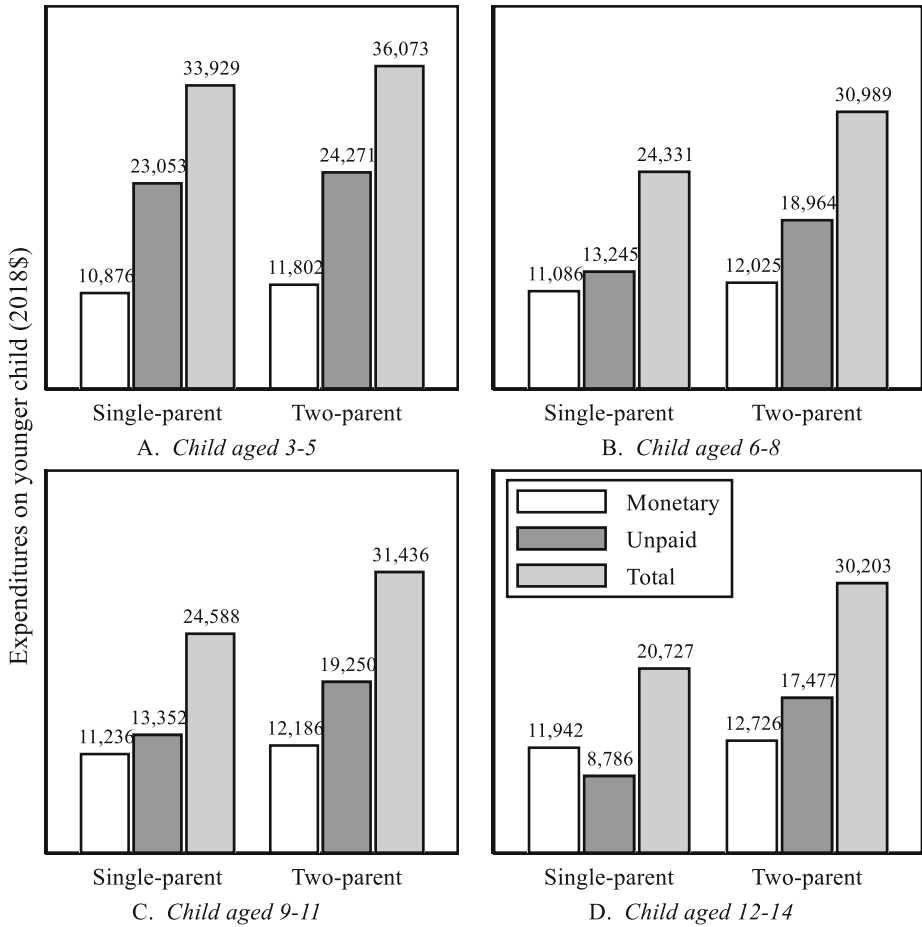 Expenditures on younger child (2018$)
33,929
36,073
23,053
24,271
10,876
11,802
Single-parent
Two-parent
A. Child aged 3-5
30,989
24,331
18,964
13,245
11,086
12,025
Single-parent
Two-parent
B. Child aged 6-8
31,436
24,588
19,250
13,352
11,236
12,186
Single-parent
Two-parent
C. Child aged 9-11
Monetary
Unpaid
Total
30,203
20,727
17,477
11,942
12,726
8,786
Single-parent
Two-parent
D. Child aged 12-14